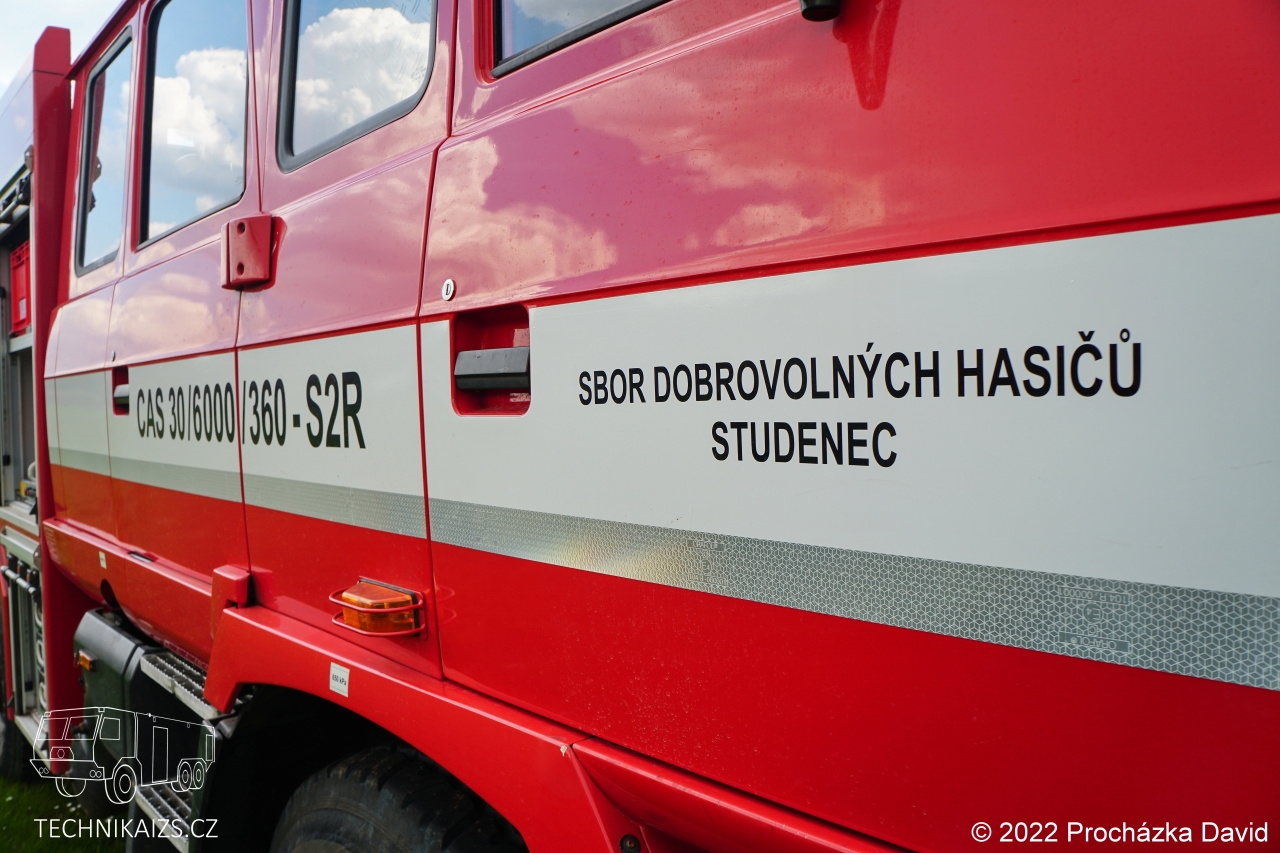 SBOR DOBROVOLNÝCH HASIČŮ
STUDENEC
CAS 30/6000/360 - S2R
TECHNIKAIZS.CZ
© 2022 Procházka David